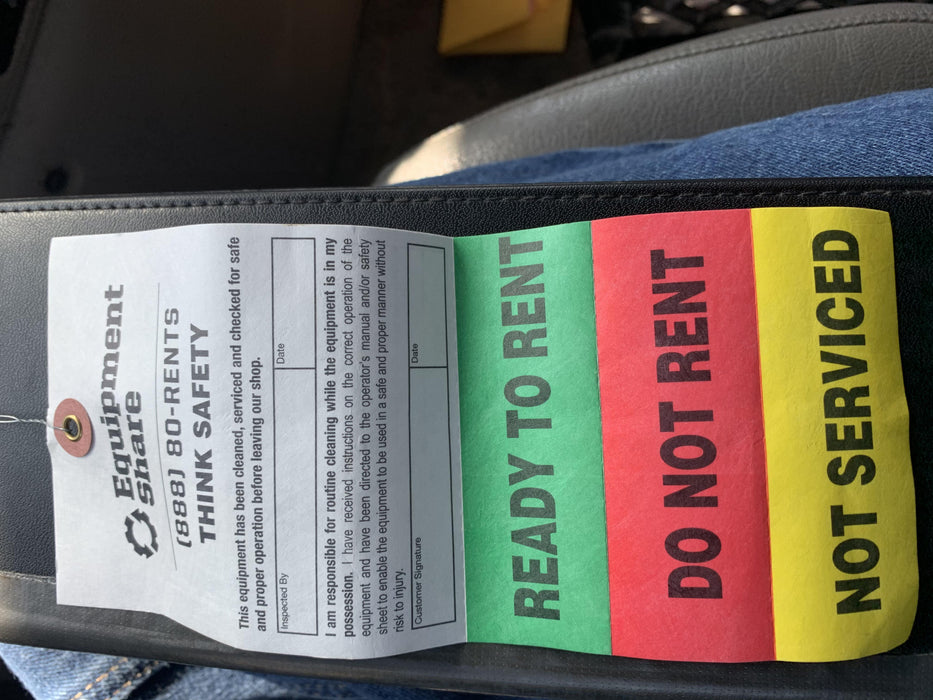 Equipment
Share
(888) 80-RENTS
THINK SAFETY
This equipment has been cleaned, serviced and checked for safe
and proper operation before leaving our shop.
Inspected By
Date
I am responsible for routine cleaning while the equipment is in my
possession. I have received instructions on the correct operation of the
equipment and have been directed to the operator's manual and/or safety
sheet to enable the equipment to be used in a safe and proper manner without
risk to injury.
Customer Signature
Date
READY TO RENT
DO NOT RENT
NOT SERVICED